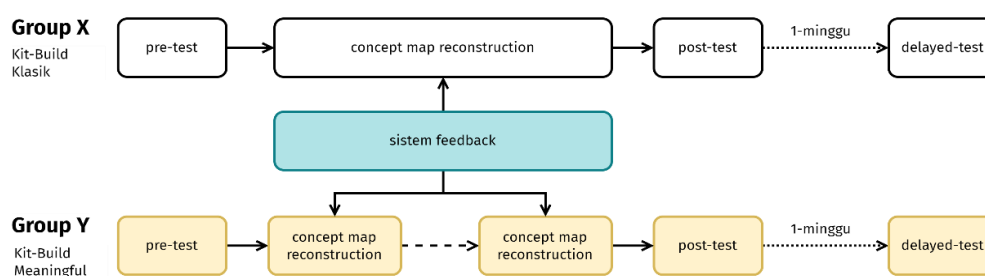 Group X
Kit-Build
Klasik
pre-test
concept map reconstruction
post-test
1-minggu
delayed-test
sistem feedback
Group Y
Kit-Build
Meaningful
pre-test
concept map
reconstruction
concept map
reconstruction
post-test
1-minggu
delayed-test